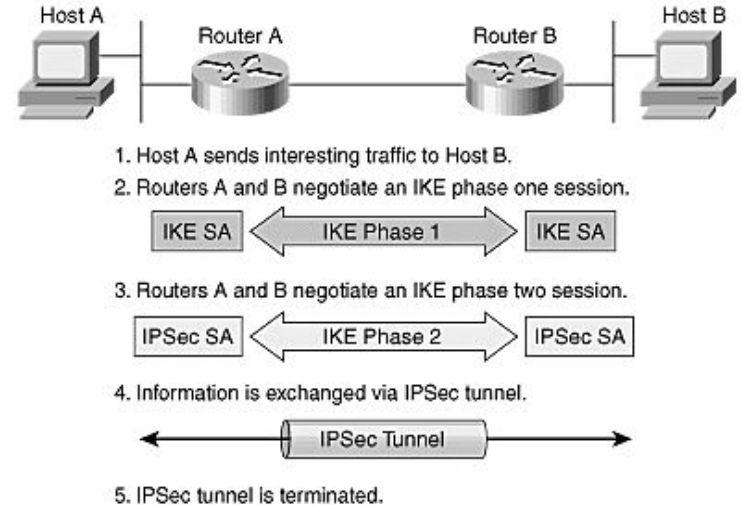 Host A
Router A
Router B
Host B
1. Host A sends interesting traffic to Host B.
2. Routers A and B negotiate an IKE phase one session.
IKE SA
IKE Phase 1
IKE SA
3. Routers A and B negotiate an IKE phase two session.
IPSec SA
IKE Phase 2
IPSec SA
4. Information is exchanged via IPSec tunnel.
IPSec Tunnel
5. IPSec tunnel is terminated.